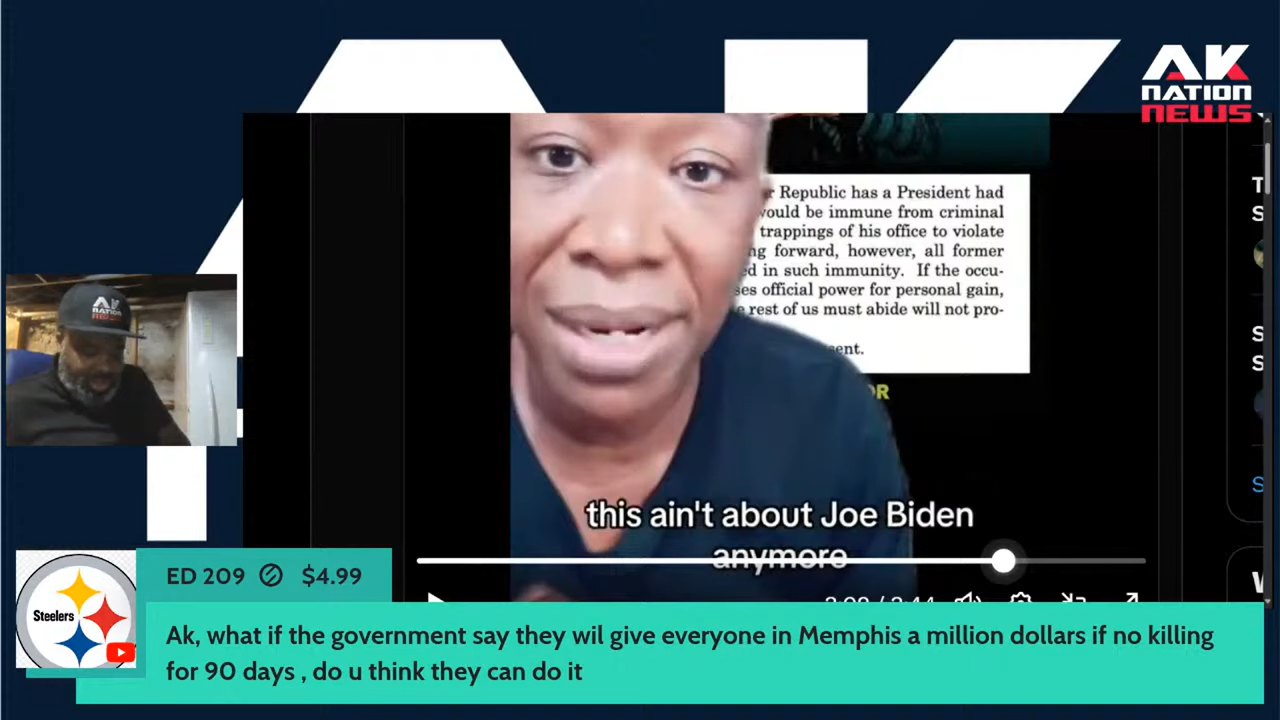 AK
NATION
NEWS
AK
NATION
NEWS
r Republic has a President had
would be immune from criminal
trappings of his office to violate
ng forward, however, all former
ed in such immunity. If the occu-
ses official power for personal gain,
e rest of us must abide will not pro-
sent.
OR
this ain't about Joe Biden
anymore
T
S
S
S
S
ED 209 $4.99
Steelers
Ak, what if the government say they wil give everyone in Memphis a million dollars if no killing
for 90 days , do u think they can do it